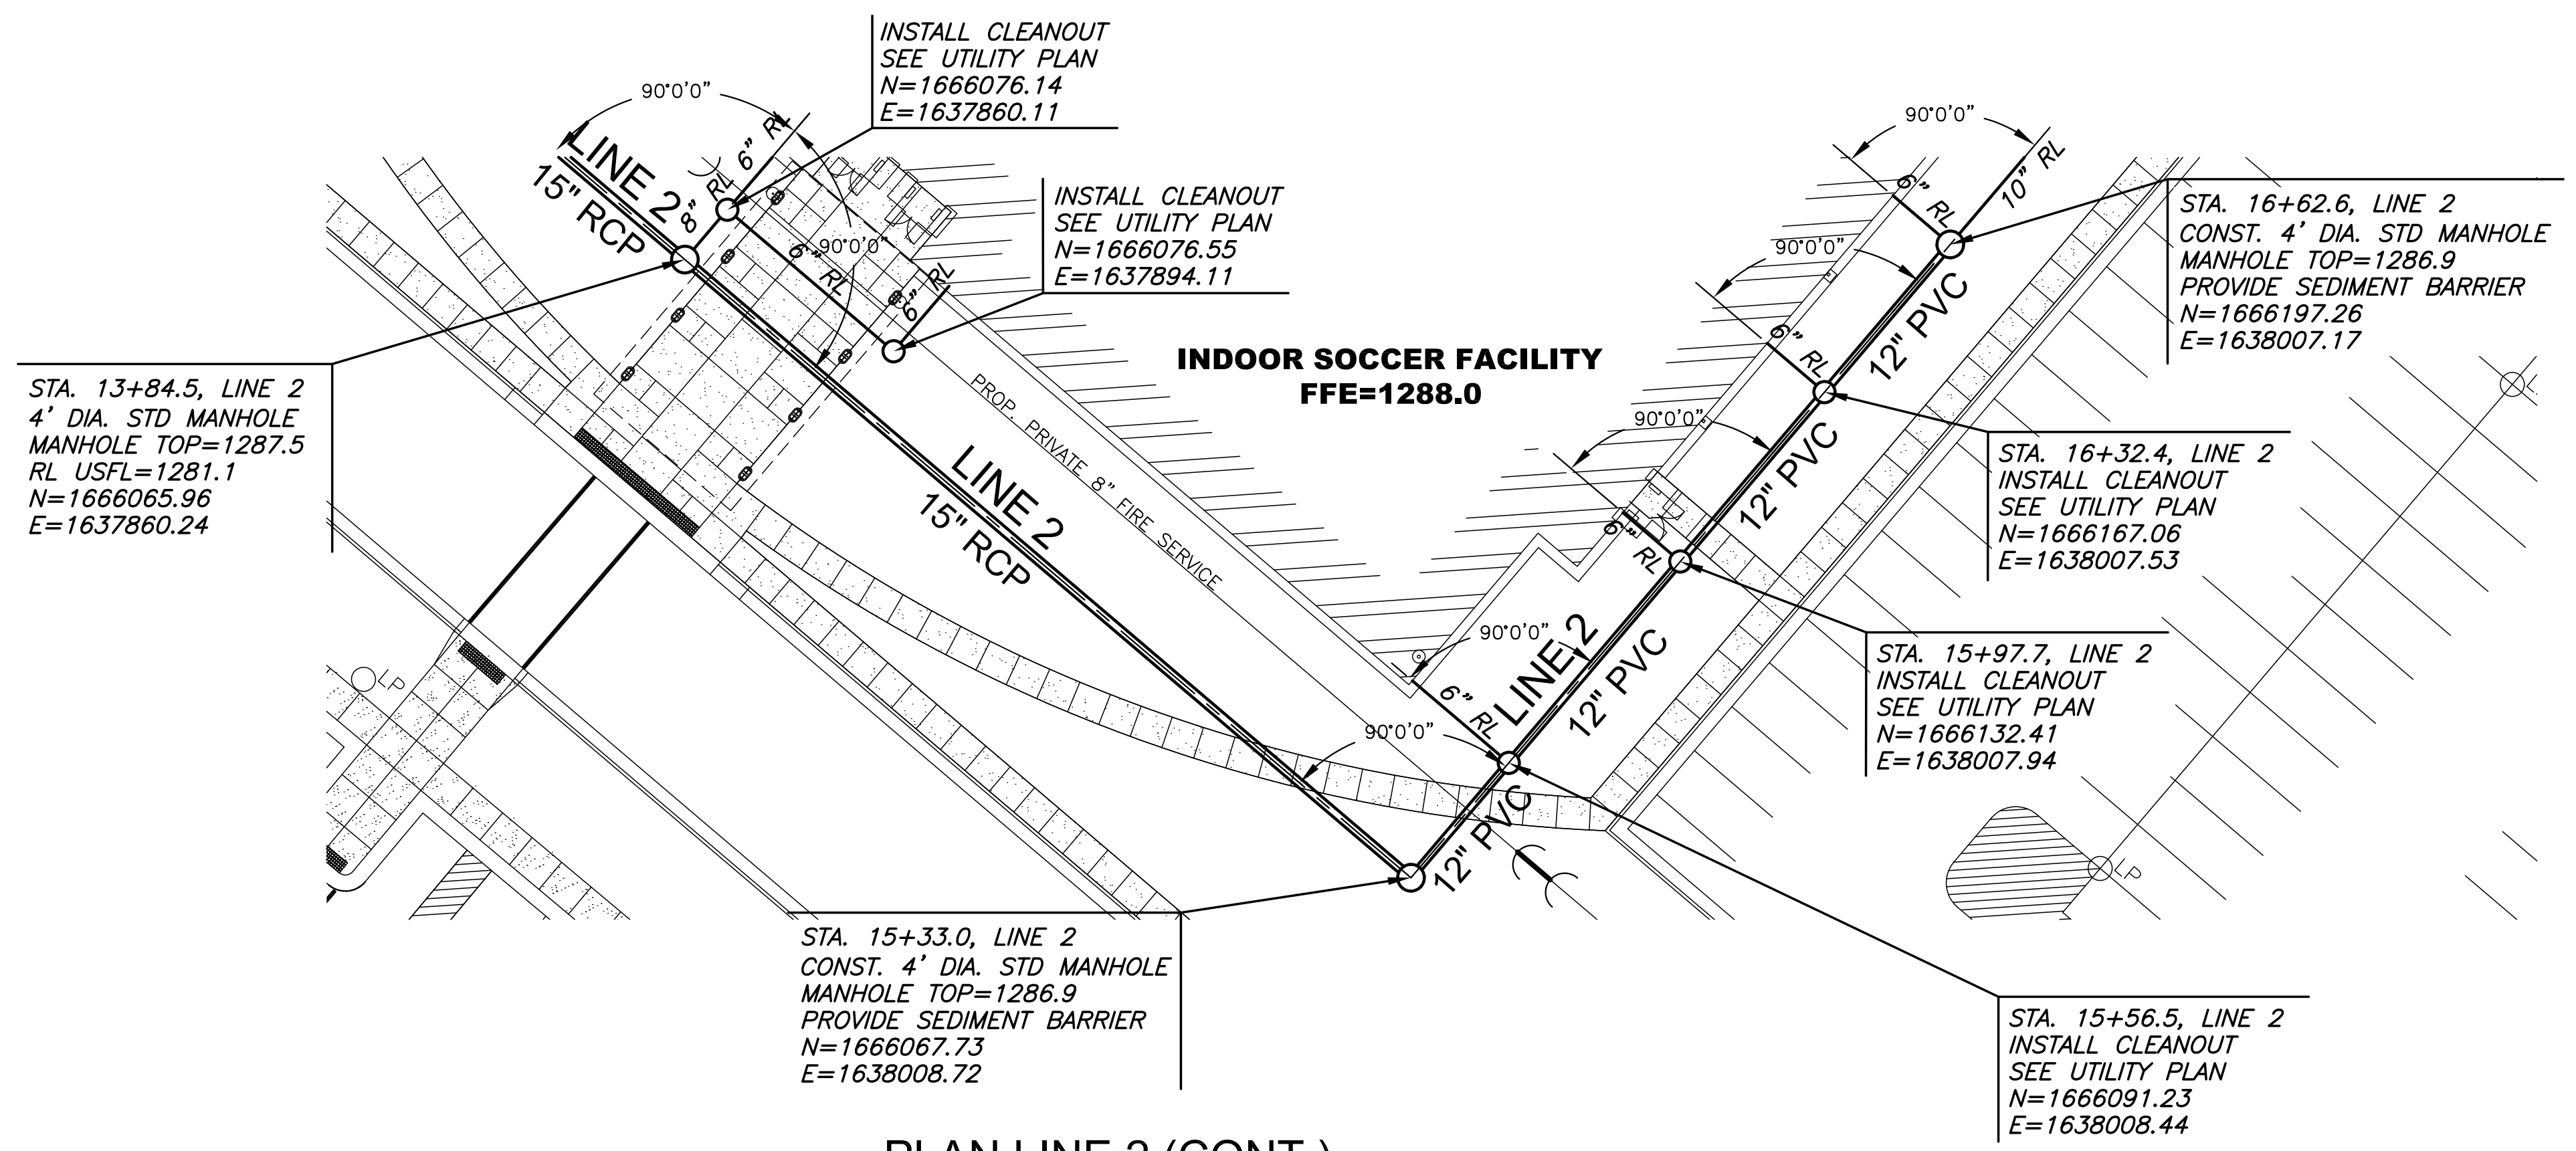 INSTALL CLEANOUT
SEE UTILITY PLAN
N=1666076.14
E=1637860.11
90°0'0"
LINE 2
15" RCP
8" RL
6" RL
90°0'0"
6" RL
6" RL
INSTALL CLEANOUT
SEE UTILITY PLAN
N=1666076.55
E=1637894.11
90°0'0"
6" RL
10" RL
STA. 16+62.6, LINE 2
CONST. 4' DIA. STD MANHOLE
MANHOLE TOP=1286.9
PROVIDE SEDIMENT BARRIER
N=1666197.26
E=1638007.17
90°0'0"
6" RL
12" PVC
INDOOR SOCCER FACILITY
FFE=1288.0
STA. 13+84.5, LINE 2
4' DIA. STD MANHOLE
MANHOLE TOP=1287.5
RL USFL=1281.1
N=1666065.96
E=1637860.24
PROP. PRIVATE 8" FIRE SERVICE
LINE 2
15" RCP
90°0'0"
6" RL
12" PVC
STA. 16+32.4, LINE 2
INSTALL CLEANOUT
SEE UTILITY PLAN
N=1666167.06
E=1638007.53
90°0'0"
6" RL
LINE 2
12" PVC
STA. 15+97.7, LINE 2
INSTALL CLEANOUT
SEE UTILITY PLAN
N=1666132.41
E=1638007.94
LP
90°0'0"
12" PVC
LP
STA. 15+33.0, LINE 2
CONST. 4' DIA. STD MANHOLE
MANHOLE TOP=1286.9
PROVIDE SEDIMENT BARRIER
N=1666067.73
E=1638008.72
STA. 15+56.5, LINE 2
INSTALL CLEANOUT
SEE UTILITY PLAN
N=1666091.23
E=1638008.44
PLAN LINE 2 (CONT.)